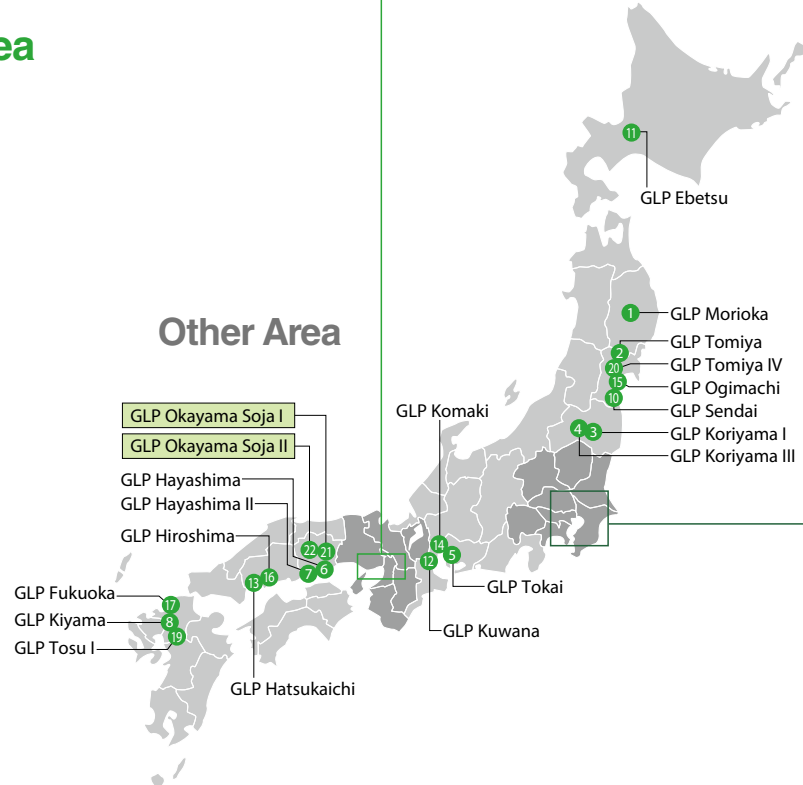 ea
11
GLP Ebetsu
Other Area
1
GLP Morioka
2
GLP Tomiya
20
GLP Tomiya IV
15
GLP Ogimachi
10
GLP Sendai
4
3
GLP Koriyama I
GLP Koriyama III
GLP Okayama Soja I
GLP Okayama Soja II
GLP Hayashima
GLP Hayashima II
GLP Hiroshima
GLP Komaki
22
21
7
6
14
5
12
13
16
GLP Tokai
GLP Kuwana
GLP Fukuoka
17
GLP Kiyama
8
GLP Tosu I
19
GLP Hatsukaichi